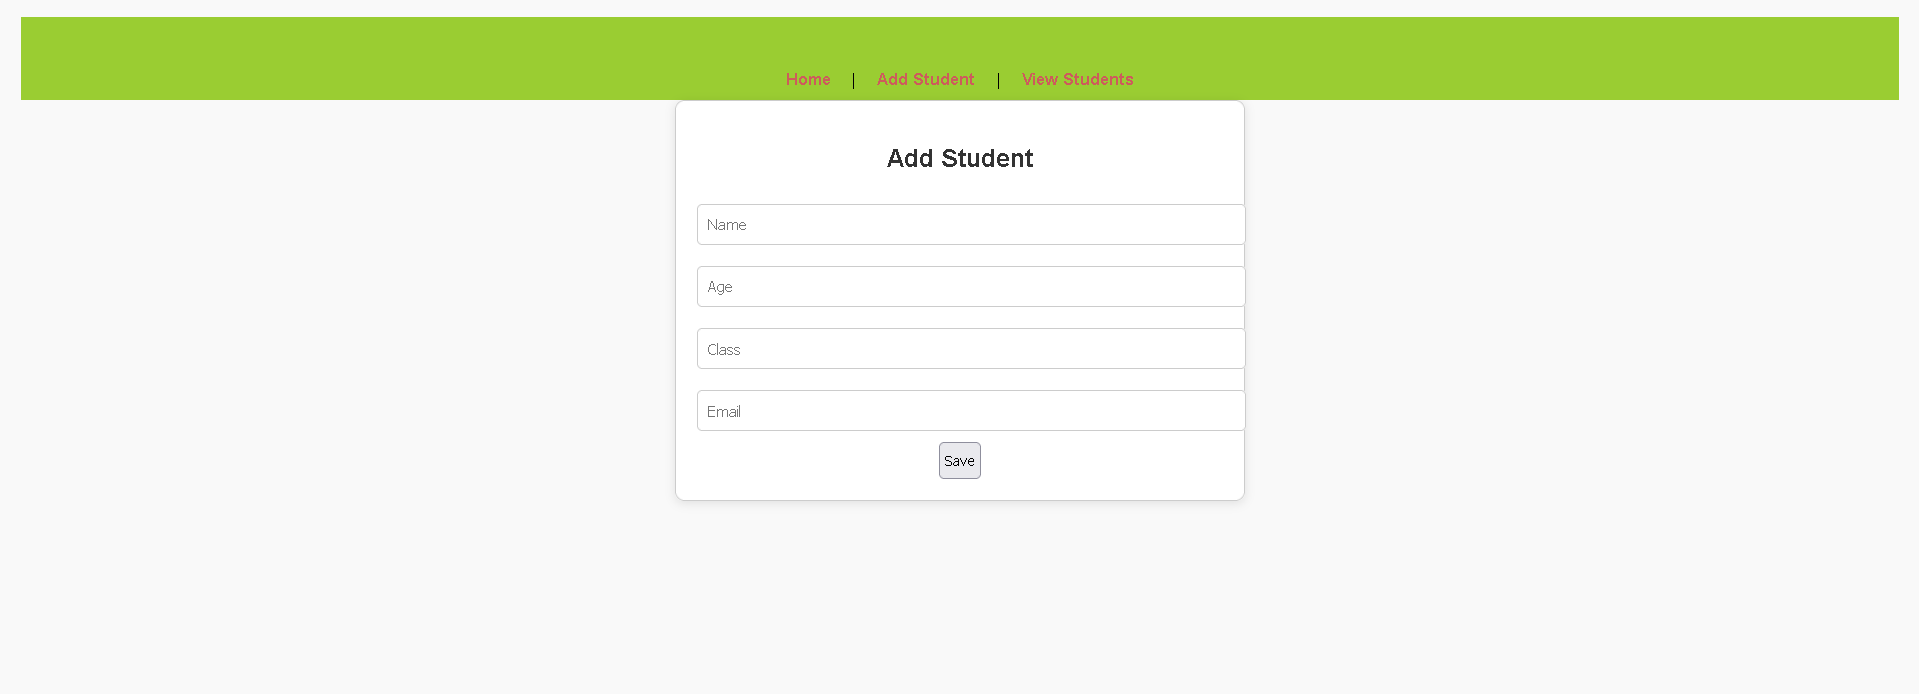 Home | Add Student | View Students
Add Student
Name
Age
Class
Email
Save